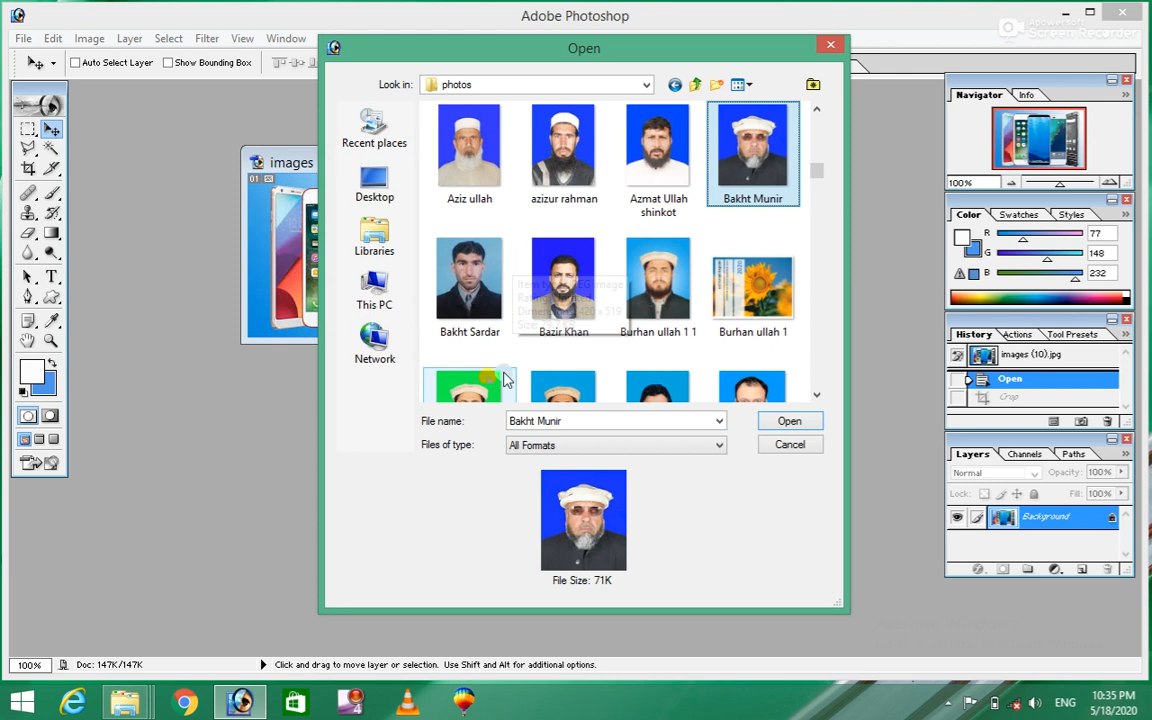 Adobe Photoshop
Apowersoft
Screen Recorder
File Edit Image Layer Select Filter View Window
Auto Select Layer Show Bounding Box
Open
Look in: photos
Recent places
Desktop
Libraries
This PC
Network
Aziz ullah
azizur rahman
Azmat Ullah shinkot
Bakht Munir
Bakht Sardar
Bazir Khan
Burhan ullah 1 1
Burhan ullah 1
File name: Bakht Munir
Open
Files of type: All Formats
Cancel
File Size: 71K
images
01
Navigator Info
100%
Color Swatches Styles
R 77
G 148
B 232
History Actions Tool Presets
images (10).jpg
Open
Crop
Layers Channels Paths
Normal Opacity: 100%
Lock: Fill: 100%
Background
100% Doc: 147K/147K Click and drag to move layer or selection. Use Shift and Alt for additional options.
4
ENG
10:35 PM
5/18/2020